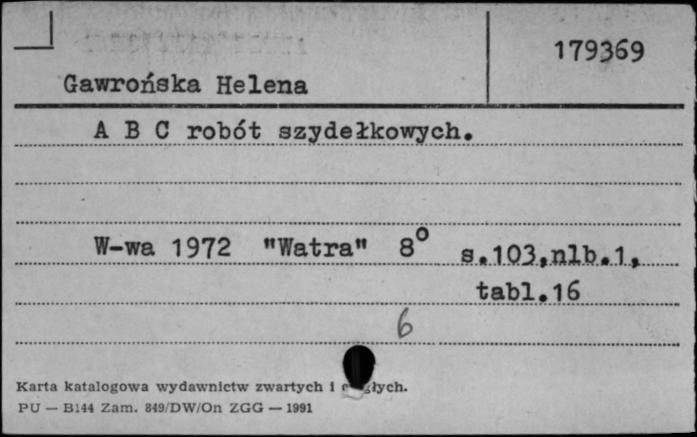 179369
Gawrońska Helena
A B C robót szydełkowych.
W-wa 1972 "Watra" 8° s.103,nlb.1,
tabl.16
6
Karta katalogowa wydawnictw zwartych i
PU — B144 Zam. 849/DW/On ZGG — 1991